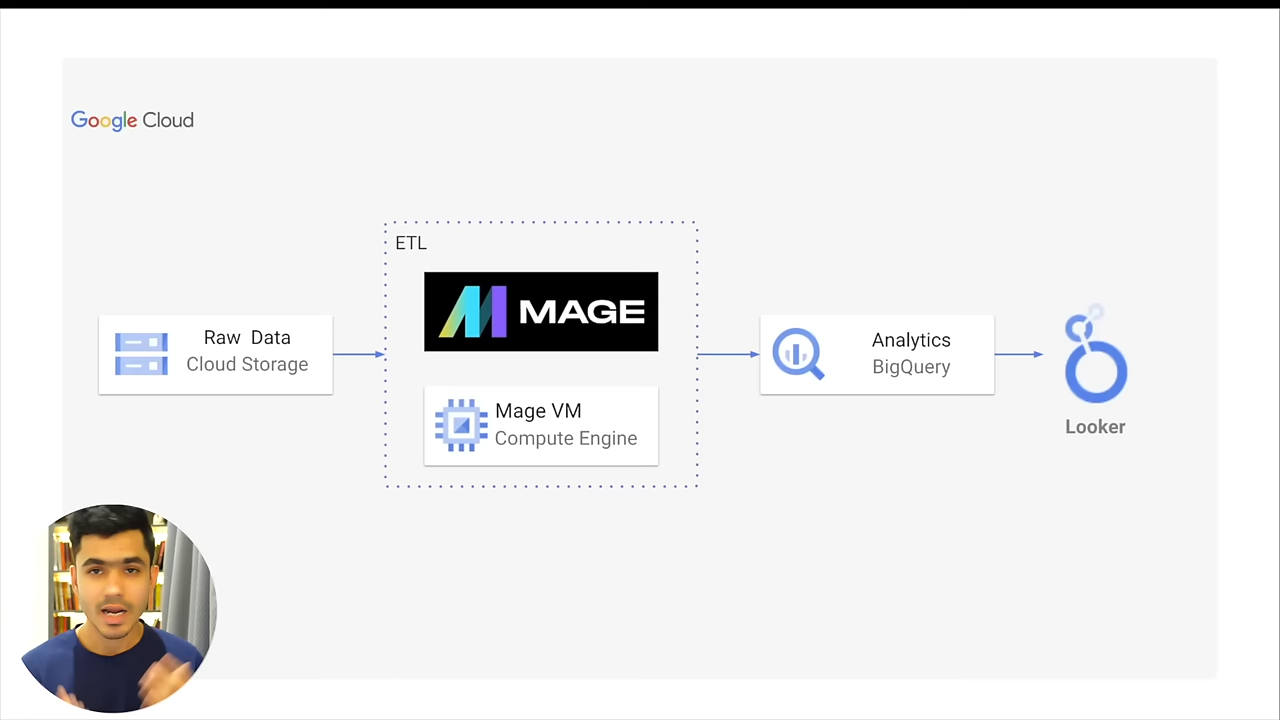 Google Cloud
ETL
MAGE
Raw Data
Cloud Storage
Mage VM
Compute Engine
Analytics
BigQuery
Looker